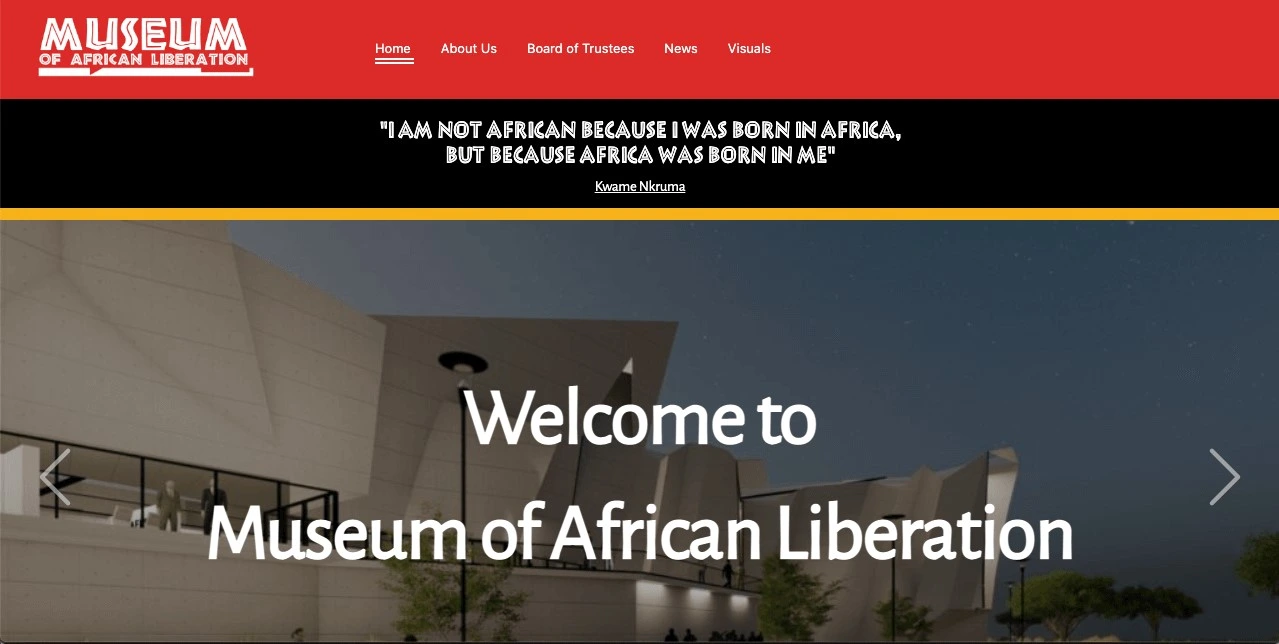 MUSEUM
OF AFRICAN LIBERATION
Home About Us Board of Trustees News Visuals
"I AM NOT AFRICAN BECAUSE I WAS BORN IN AFRICA,
BUT BECAUSE AFRICA WAS BORN IN ME"
Kwame Nkruma
Welcome to
Museum of African Liberation